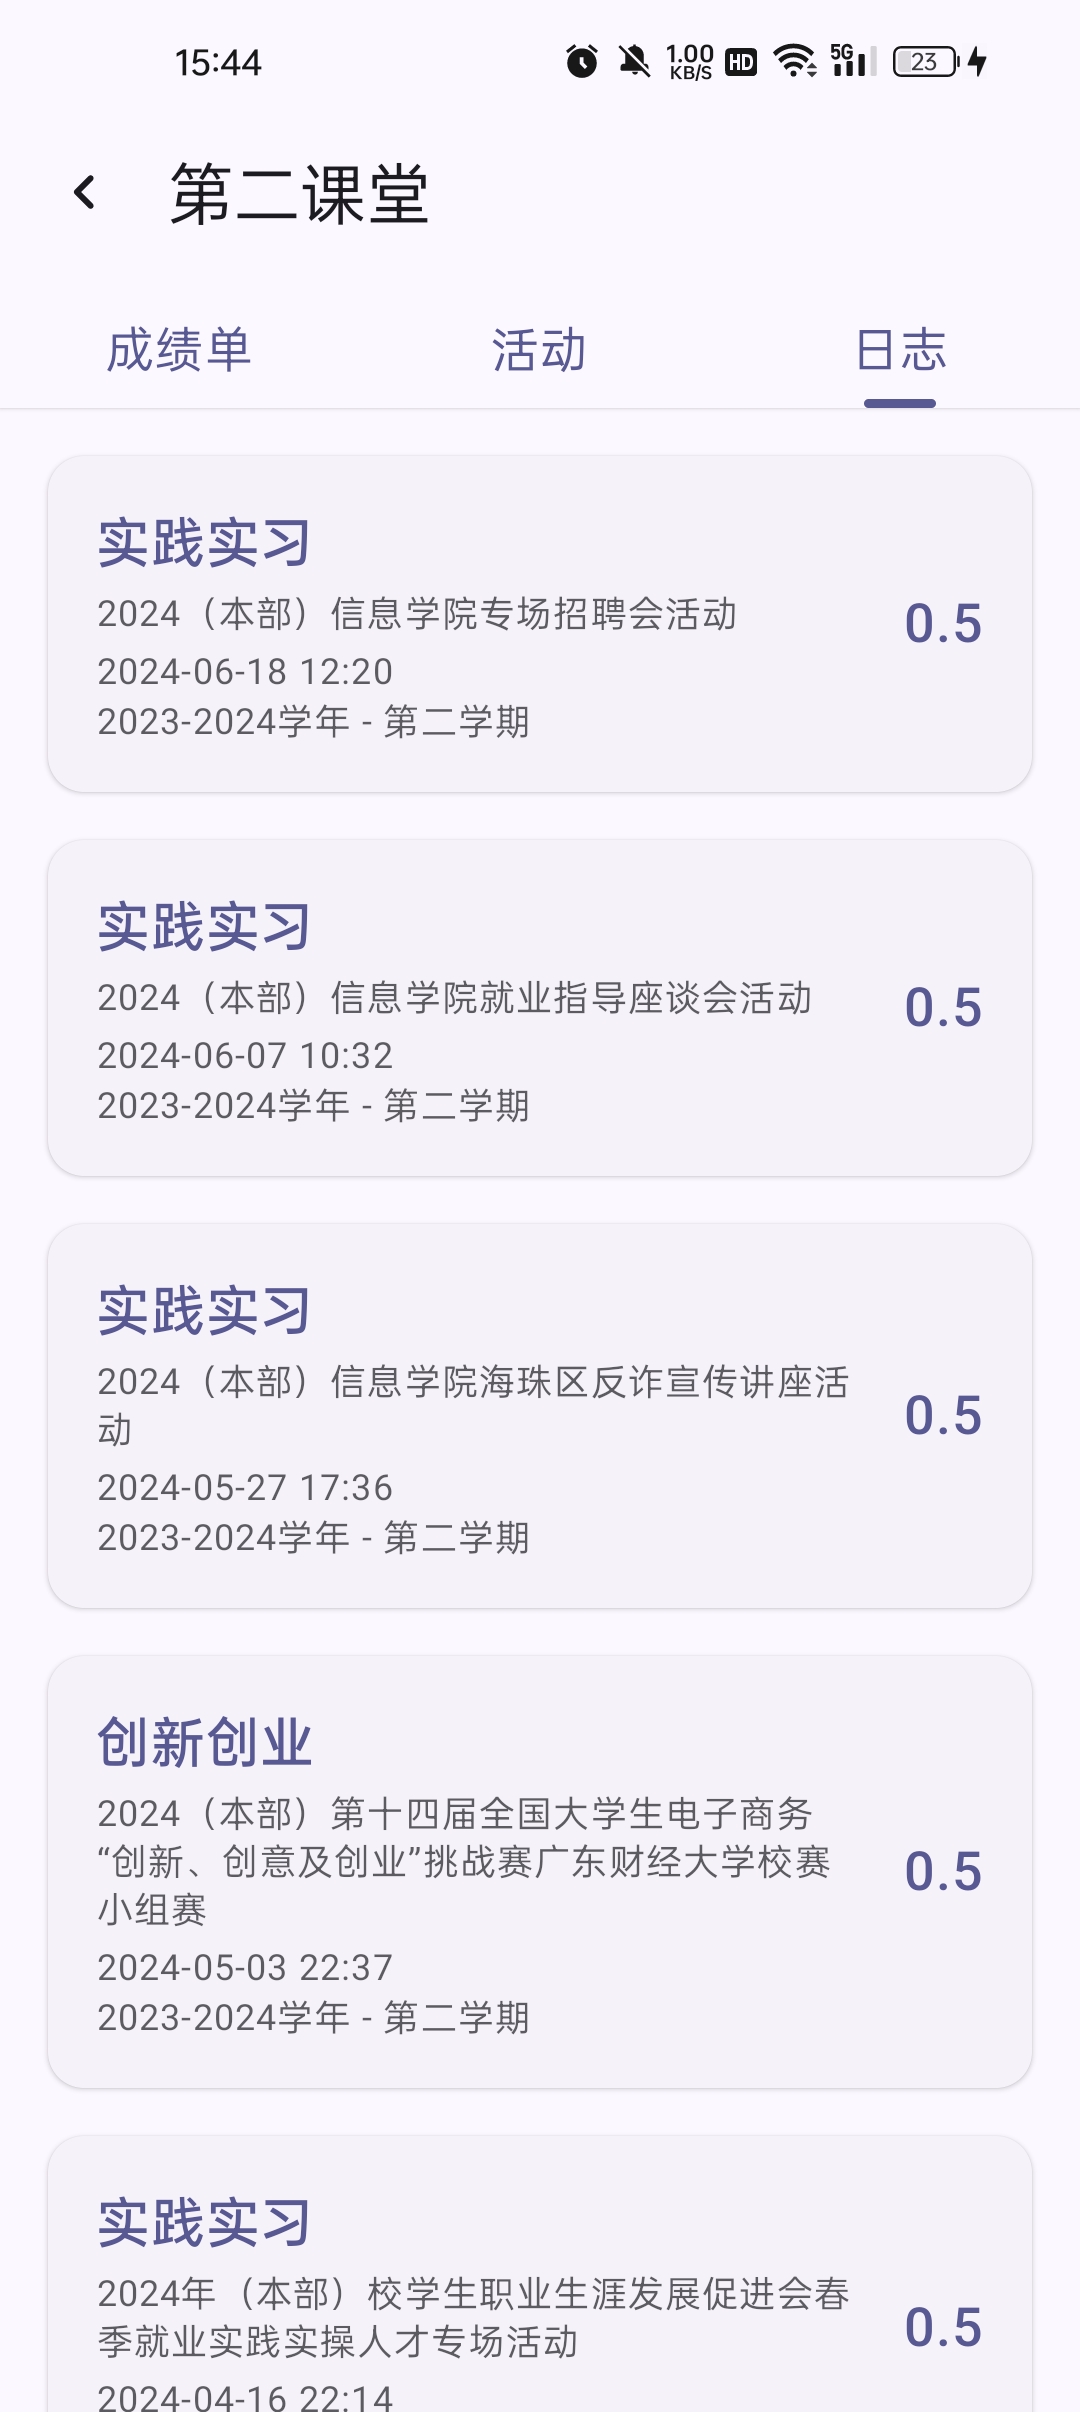 15:44
1.00 KB/S HD 5G 23
第二课堂
成绩单 活动 日志
实践实习
2024（本部）信息学院专场招聘会活动
0.5
2024-06-18 12:20
2023-2024学年 - 第二学期
实践实习
2024（本部）信息学院就业指导座谈会活动
0.5
2024-06-07 10:32
2023-2024学年 - 第二学期
实践实习
2024（本部）信息学院海珠区反诈宣传讲座活
动
0.5
2024-05-27 17:36
2023-2024学年 - 第二学期
创新创业
2024（本部）第十四届全国大学生电子商务
“创新、创意及创业”挑战赛广东财经大学校赛
小组赛
0.5
2024-05-03 22:37
2023-2024学年 - 第二学期
实践实习
2024年（本部）校学生职业生涯发展促进会春
季就业实践实操人才专场活动
0.5
2024-04-16 22:14